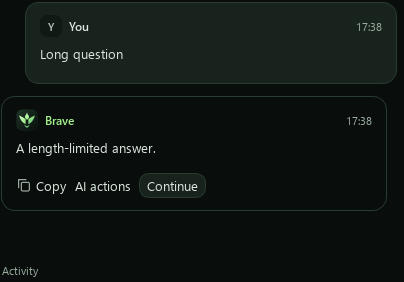 Y You 17:38
Long question
Brave 17:38
A length-limited answer.
Copy AI actions Continue
Activity